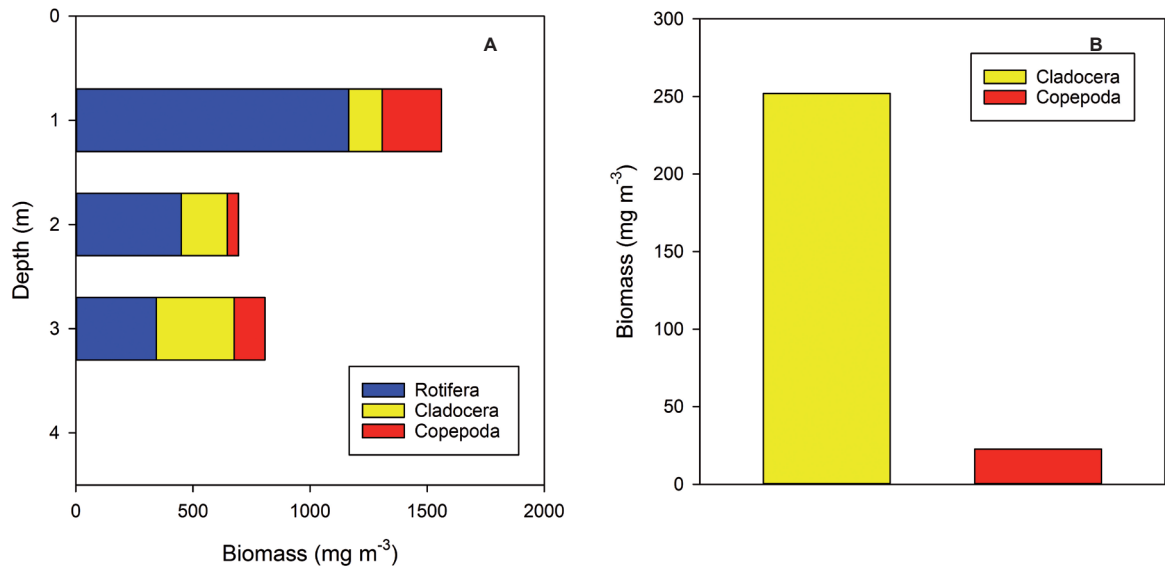 A
0
1
2
3
4
Depth (m)
0
500
1000
1500
2000
Biomass (mg m-3)
Rotifera
Cladocera
Copepoda
B
300
250
200
150
100
50
0
Biomass (mg m-3)
Cladocera
Copepoda